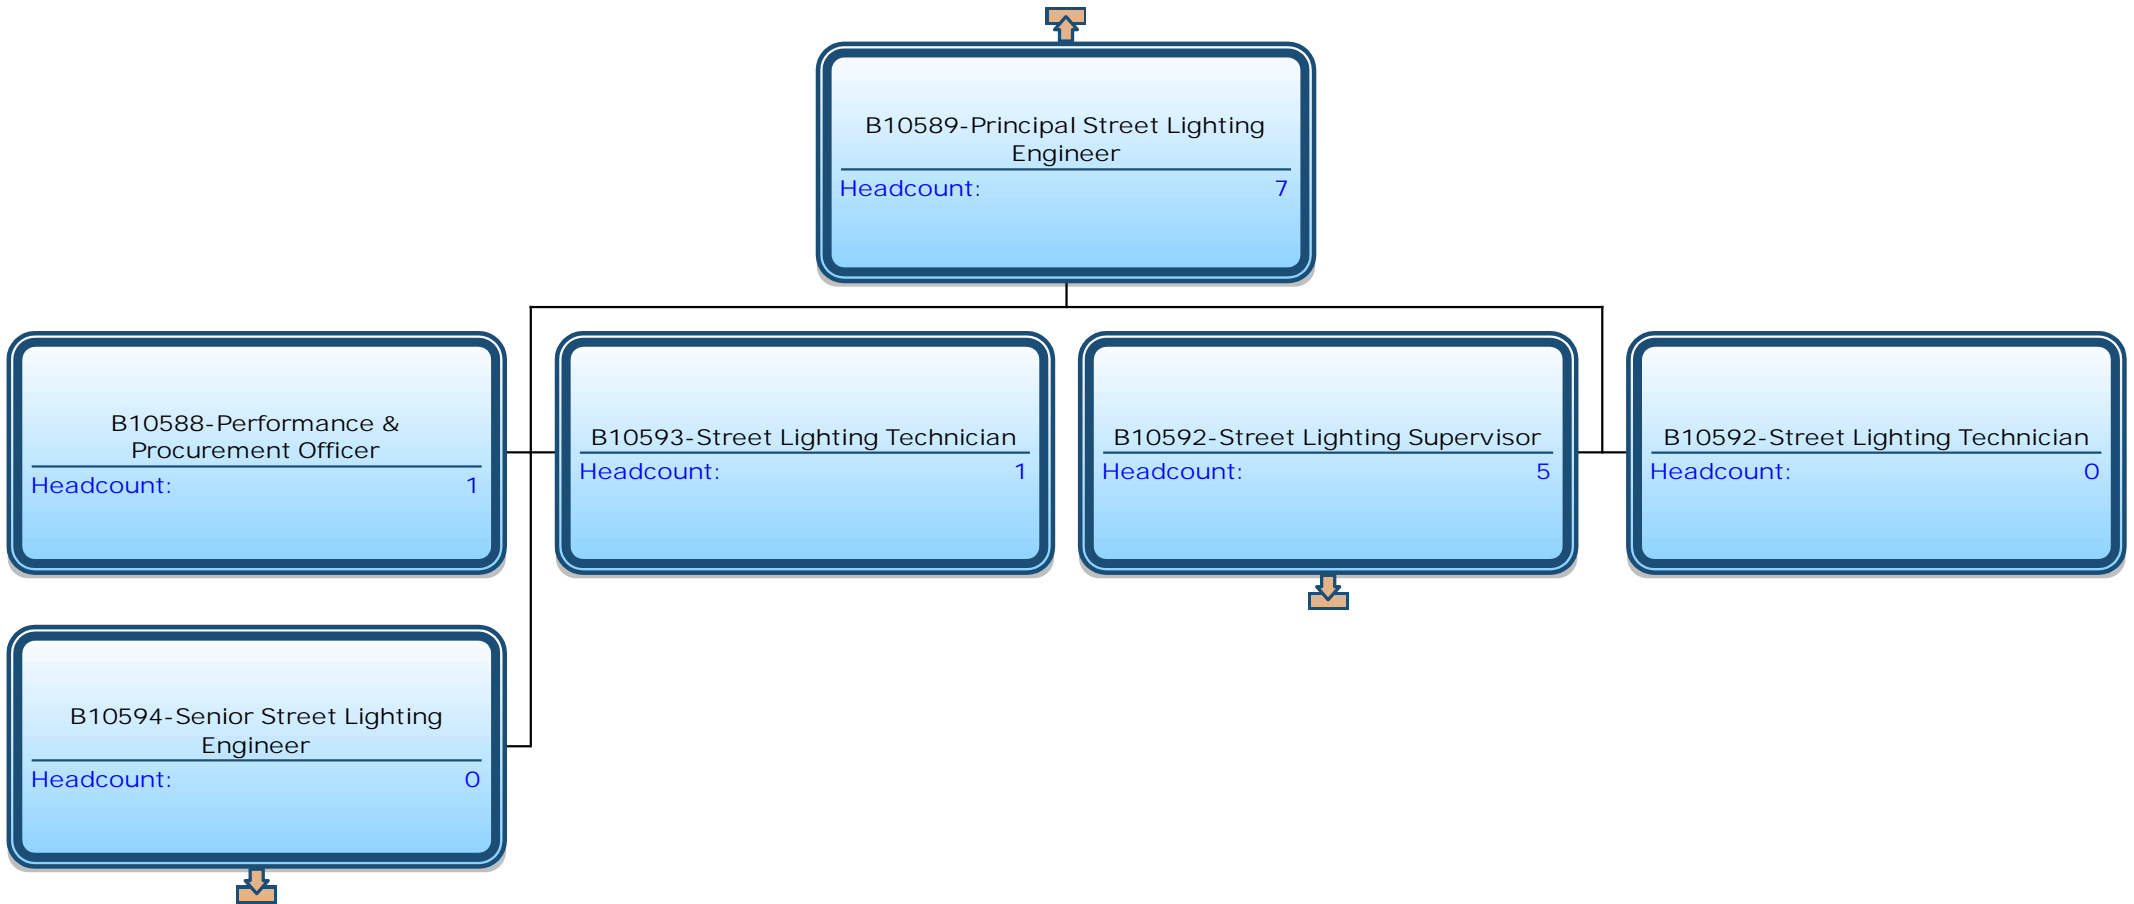 B10589-Principal Street Lighting
Engineer
Headcount: 7
B10588-Performance &
Procurement Officer
Headcount: 1
B10593-Street Lighting Technician
Headcount: 1
B10592-Street Lighting Supervisor
Headcount: 5
B10592-Street Lighting Technician
Headcount: 0
B10594-Senior Street Lighting
Engineer
Headcount: 0